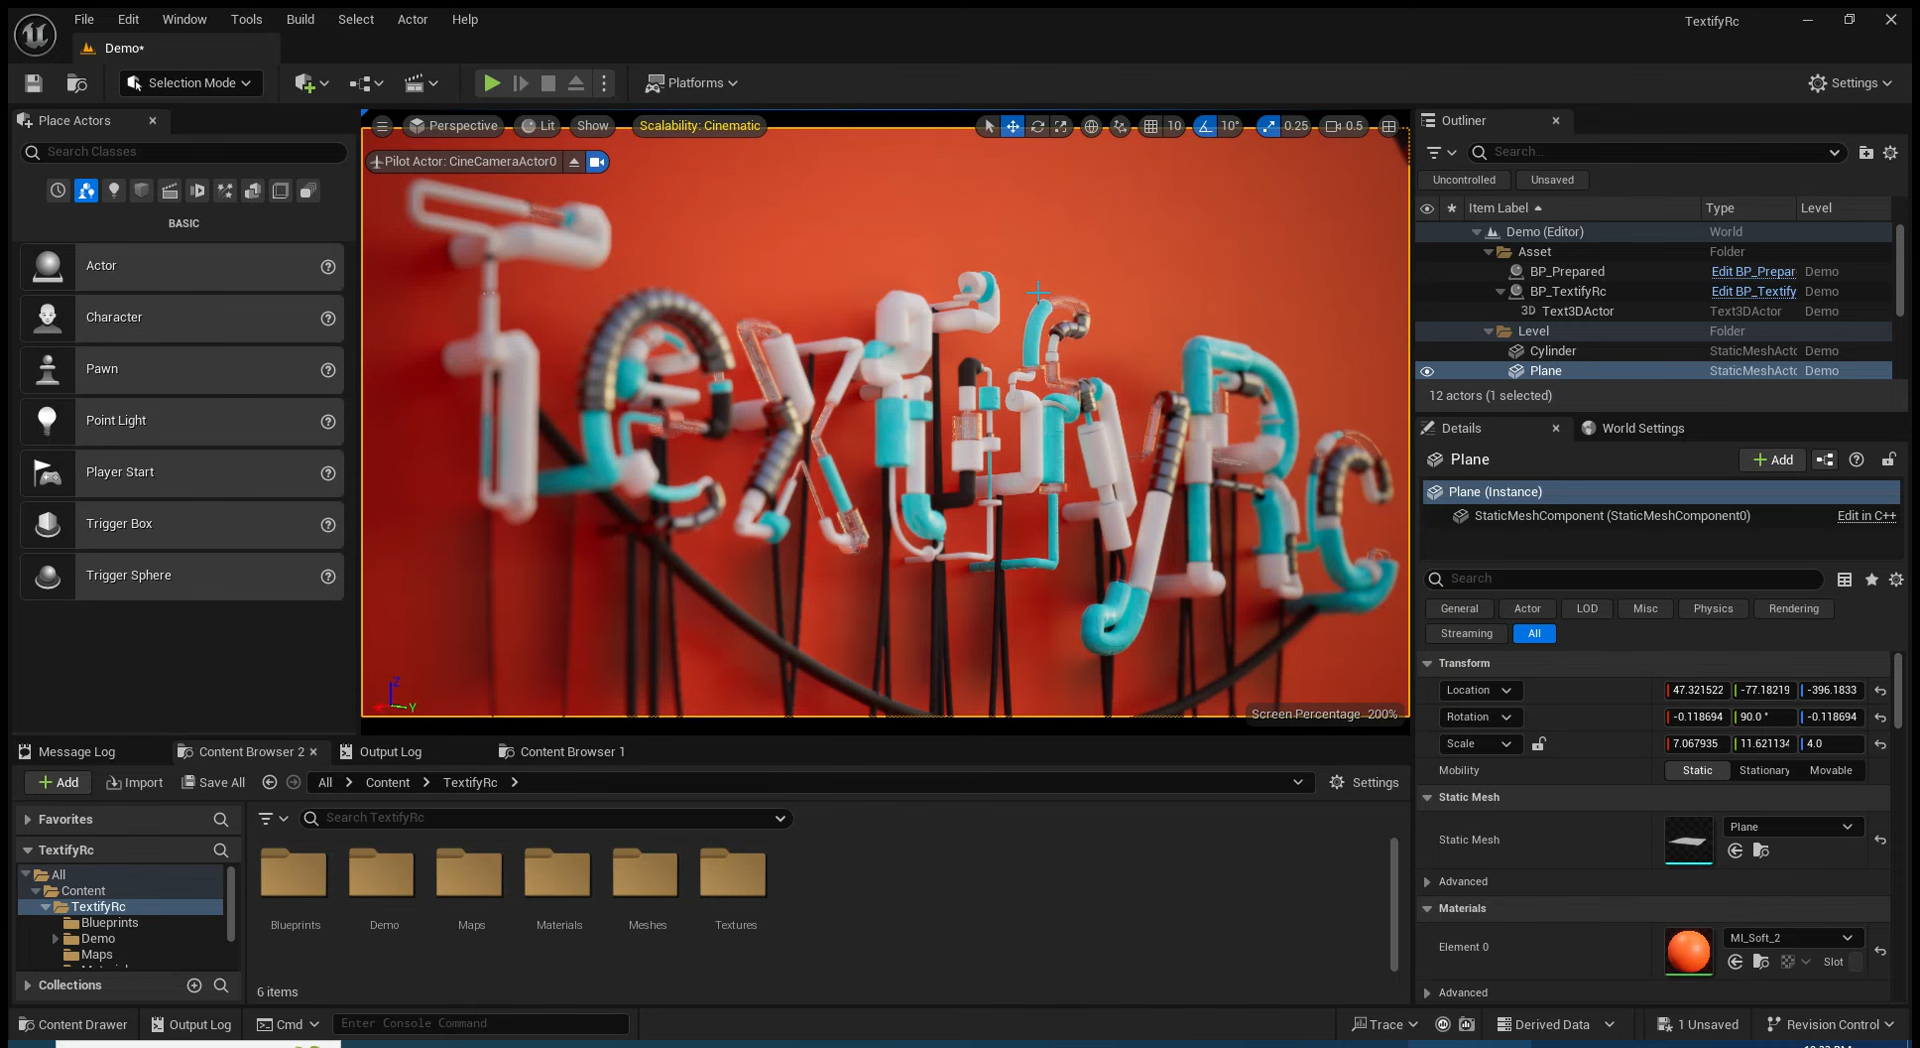 File Edit Window Tools Build Select Actor Help
TextifyRc
Demo*
Selection Mode
Platforms
Settings
Place Actors
Search Classes
BASIC
Actor
Character
Pawn
Point Light
Player Start
Trigger Box
Trigger Sphere
Perspective Lit Show Scalability: Cinematic
10 10° 0.25 0.5
Pilot Actor: CineCameraActor0
TextifyRc
Z
Y
Screen Percentage 200%
Outliner
Search...
Uncontrolled Unsaved
Item Label Type Level
Demo (Editor) World
Asset Folder
BP_Prepared Edit BP_Prepar Demo
BP_TextifyRc Edit BP_Textify Demo
3D Text3DActor Text3DActor Demo
Level Folder
Cylinder StaticMeshActo Demo
Plane StaticMeshActo Demo
12 actors (1 selected)
Details World Settings
Plane
Add
Plane (Instance)
StaticMeshComponent (StaticMeshComponent0) Edit in C++
Search
General Actor LOD Misc Physics Rendering
Streaming All
Transform
Location 47.321522 -77.18219 -396.1833
Rotation -0.118694 90.0 ° -0.118694
Scale 7.067935 11.621134 4.0
Mobility Static Stationary Movable
Static Mesh
Static Mesh Plane
Advanced
Materials
Element 0 MI_Soft_2
Slot
Advanced
Message Log Content Browser 2 Output Log Content Browser 1
Add Import Save All All Content TextifyRc Settings
Favorites
Search TextifyRc
TextifyRc
All
Content
TextifyRc
Blueprints
Demo
Maps
Collections
Blueprints Demo Maps Materials Meshes Textures
6 items
Content Drawer Output Log Cmd Enter Console Command Trace Derived Data 1 Unsaved Revision Control